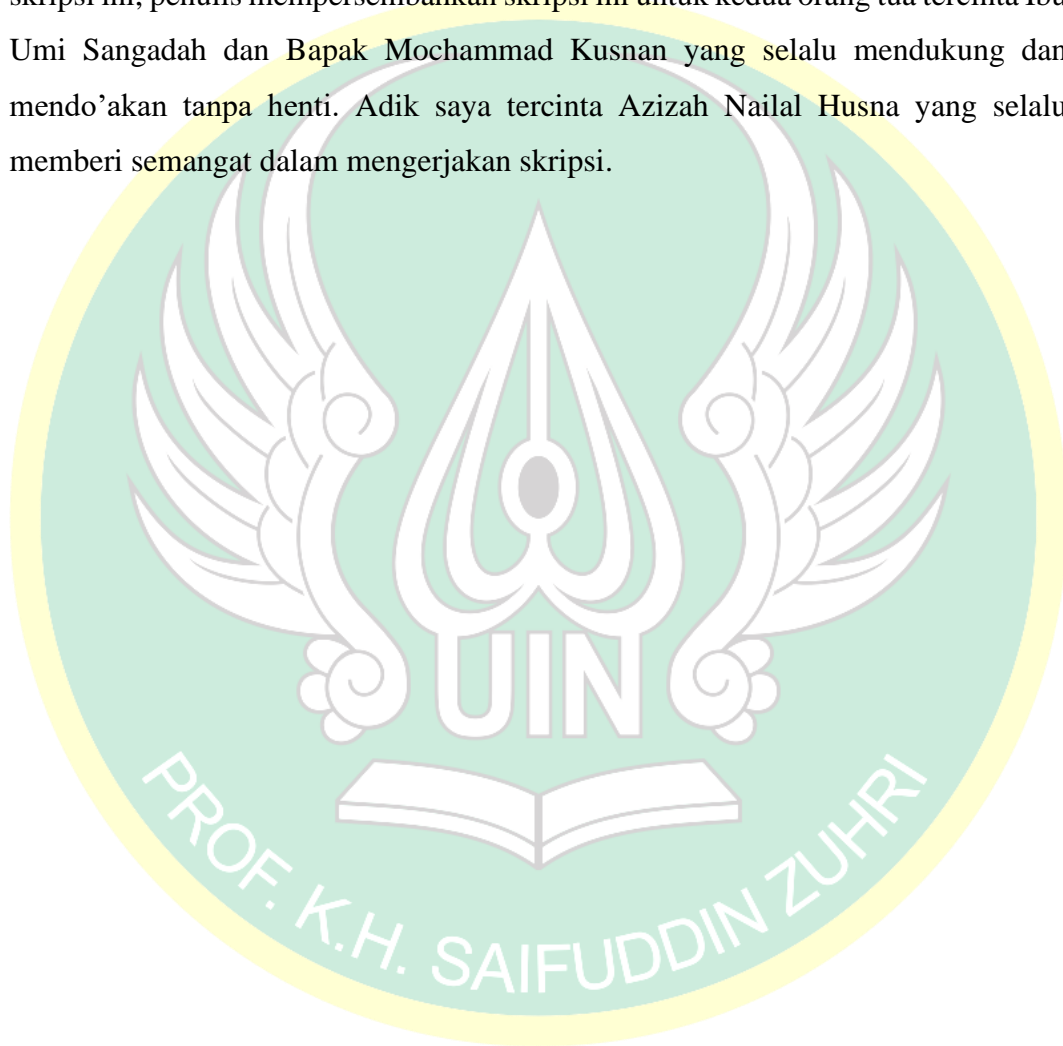 skripsi ini, penulis mempersembahkan skripsi ini untuk kedua orang tua tercinta Ibu
Umi Sangadah dan Bapak Mochammad Kusnan yang selalu mendukung dan
mendo’akan tanpa henti. Adik saya tercinta Azizah Nailal Husna yang selalu
memberi semangat dalam mengerjakan skripsi.
UIN
PROF. K.H. SAIFUDDIN ZUHRI